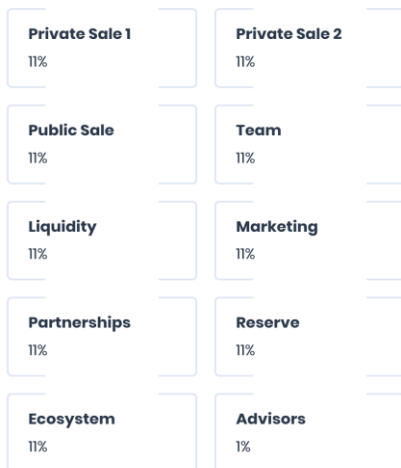 Private Sale 1
11%
Private Sale 2
11%
Public Sale
11%
Team
11%
Liquidity
11%
Marketing
11%
Partnerships
11%
Reserve
11%
Ecosystem
11%
Advisors
1%